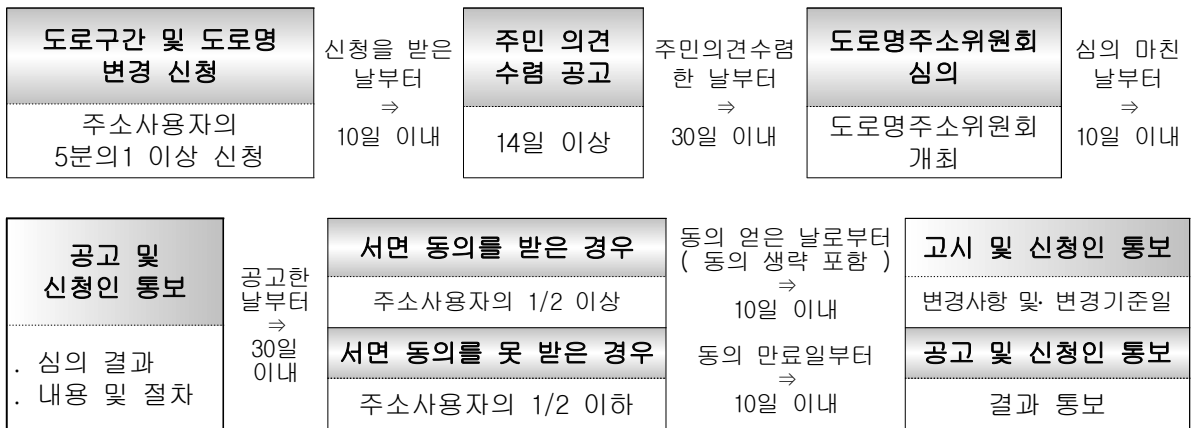 도로구간 및 도로명
변경 신청
주소사용자의
5분의1 이상 신청
신청을 받은
날부터
⇒
10일 이내
주민 의견
수렴 공고
14일 이상
주민의견수렴
한 날부터
⇒
30일 이내
도로명주소위원회
심의
도로명주소위원회
개최
심의 마친
날부터
⇒
10일 이내
공고 및
신청인 통보
. 심의 결과
. 내용 및 절차
공고한
날부터
⇒
30일
이내
서면 동의를 받은 경우
주소사용자의 1/2 이상
서면 동의를 못 받은 경우
주소사용자의 1/2 이하
동의 얻은 날로부터
( 동의 생략 포함 )
⇒
10일 이내
동의 만료일부터
⇒
10일 이내
고시 및 신청인 통보
변경사항 및· 변경기준일
공고 및 신청인 통보
결과 통보